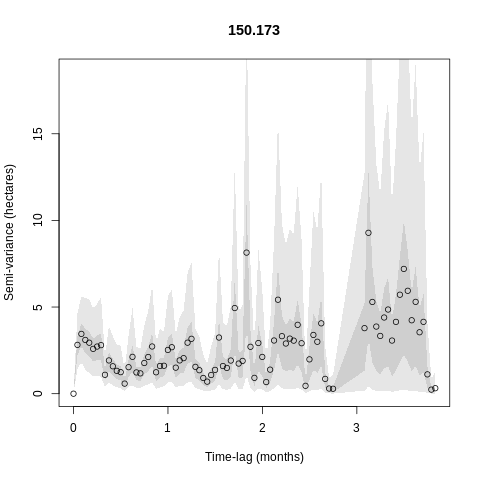 150.173
15
10
5
0
Semi-variance (hectares)
0 1 2 3
Time-lag (months)